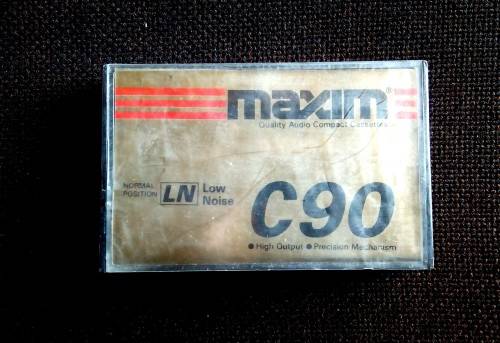 maxim®
Quality Audio Compact Cassettes
NORMAL
POSITION
LN
Low
Noise
C90
● High Output ● Precision Mechanism